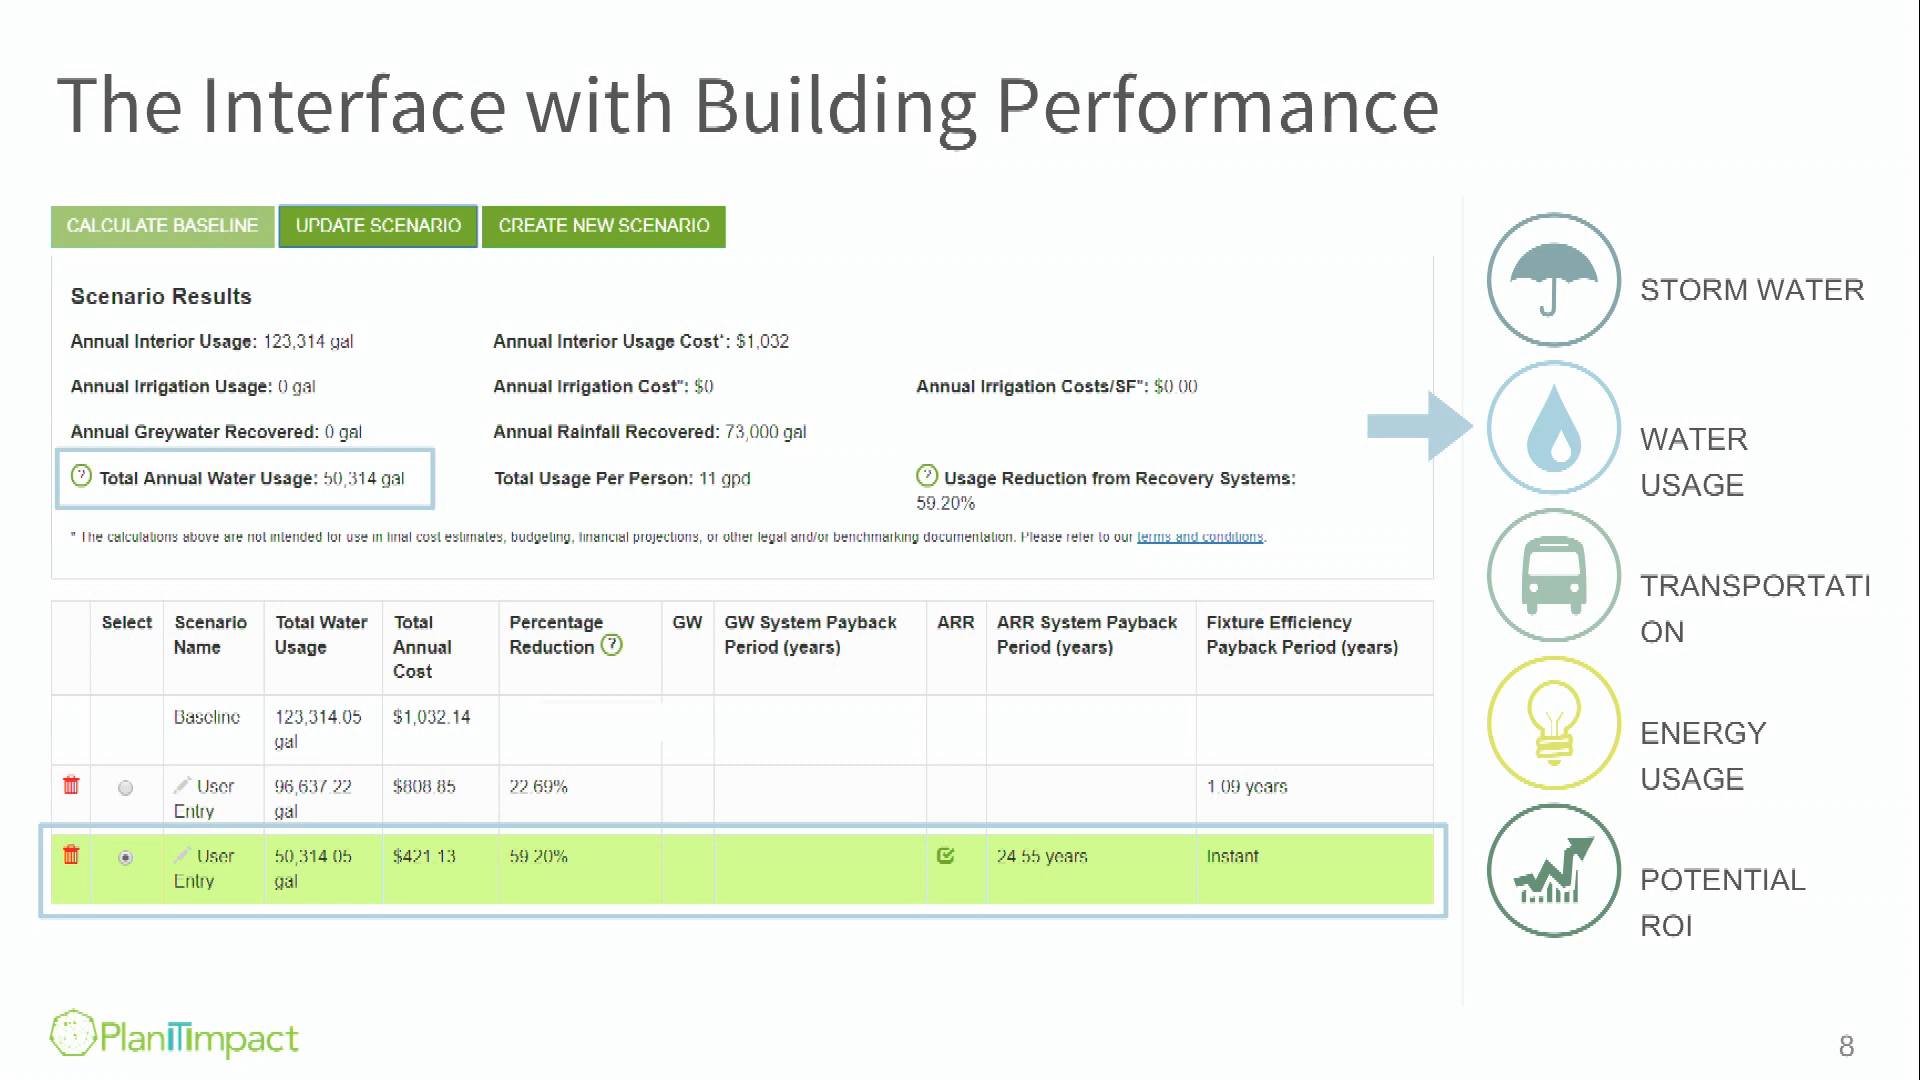 The Interface with Building Performance
CALCULATE BASELINE UPDATE SCENARIO CREATE NEW SCENARIO
Scenario Results
Annual Interior Usage: 123,314 gal Annual Interior Usage Cost*: $1,032
Annual Irrigation Usage: 0 gal Annual Irrigation Cost*: $0 Annual Irrigation Costs/SF*: $0.00
Annual Greywater Recovered: 0 gal Annual Rainfall Recovered: 73,000 gal
? Total Annual Water Usage: 50,314 gal Total Usage Per Person: 11 gpd ? Usage Reduction from Recovery Systems:
59.20%
* The calculations above are not intended for use in final cost estimates, budgeting, financial projections, or other legal and/or benchmarking documentation. Please refer to our terms and conditions.
Select Scenario Total Water Total Percentage GW GW System Payback ARR ARR System Payback Fixture Efficiency
Name Usage Annual Reduction ? Period (years) Period (years) Payback Period (years)
Cost
Baseline 123,314.05 $1,032.14
gal
User 96,637.22 $808.85 22.69% 1.09 years
Entry gal
User 50,314.05 $421.13 59.20% 24.55 years Instant
Entry gal
STORM WATER
WATER
USAGE
TRANSPORTATI
ON
ENERGY
USAGE
POTENTIAL
ROI
PlanITImpact
8